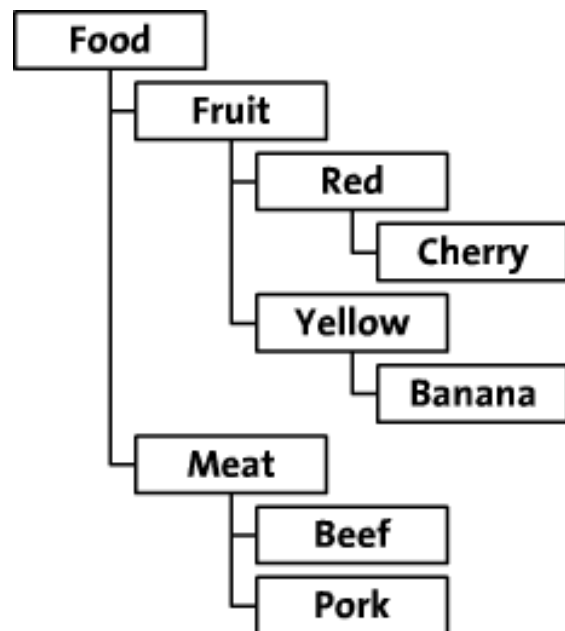 Food
Fruit
Red
Cherry
Yellow
Banana
Meat
Beef
Pork